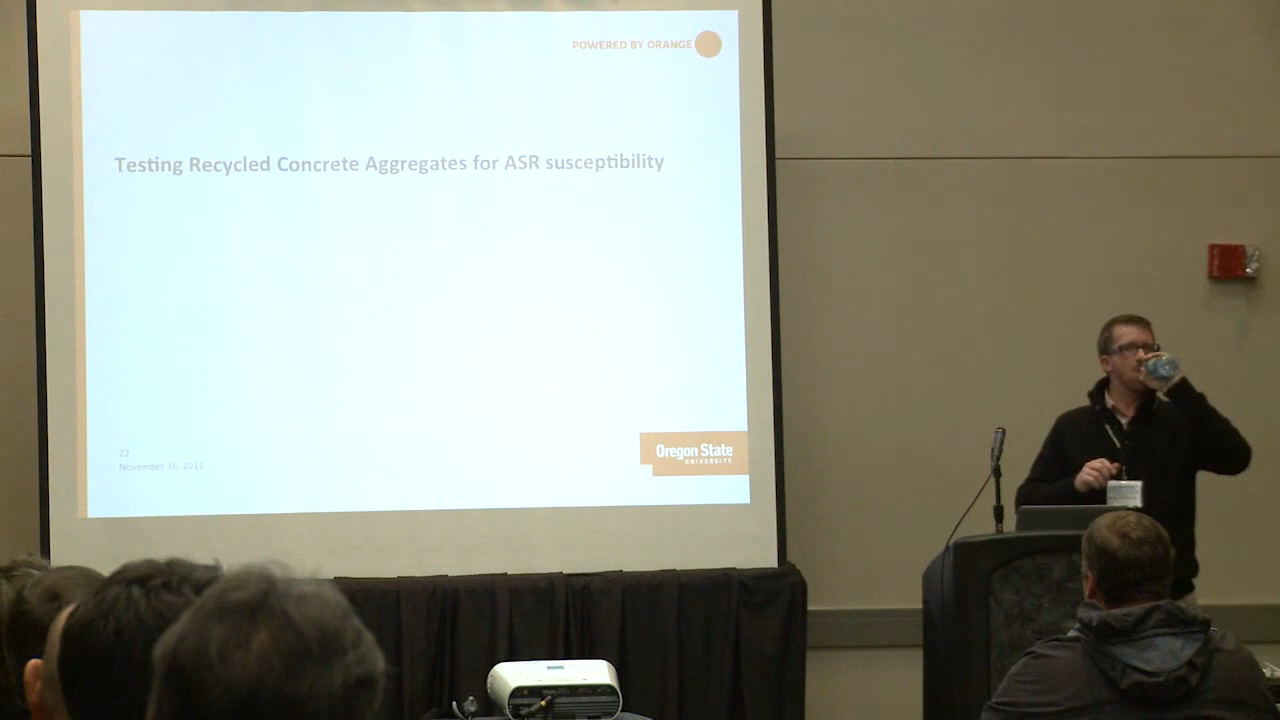 POWERED BY ORANGE
Testing Recycled Concrete Aggregates for ASR susceptibility
22
November 16, 2011
Oregon State
UNIVERSITY